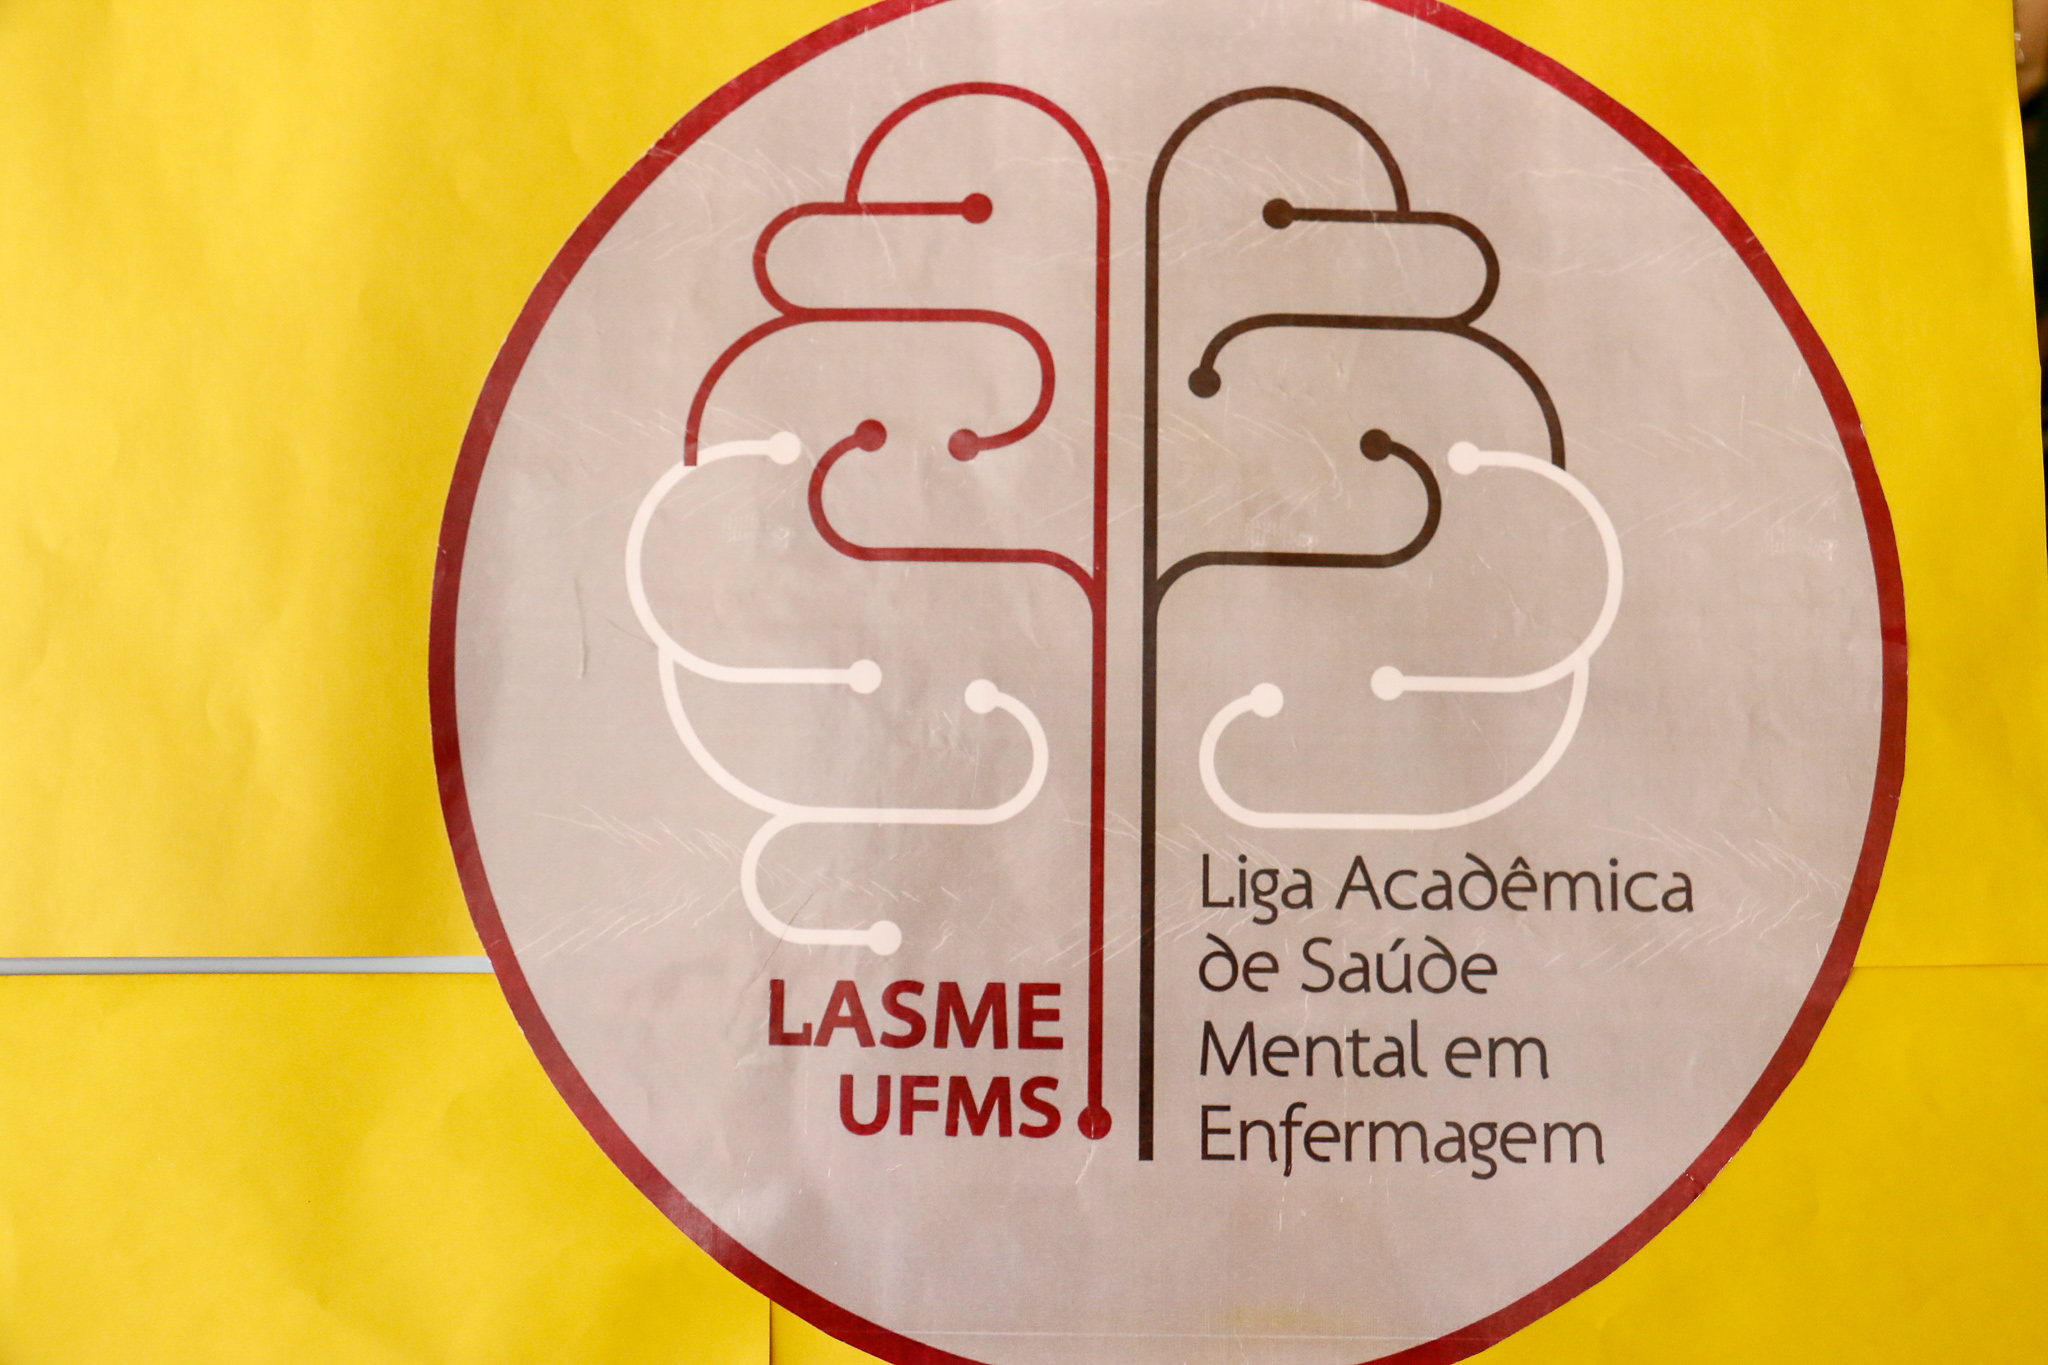 LASME
UFMS
Liga Acadêmica
de Saúde
Mental em
Enfermagem